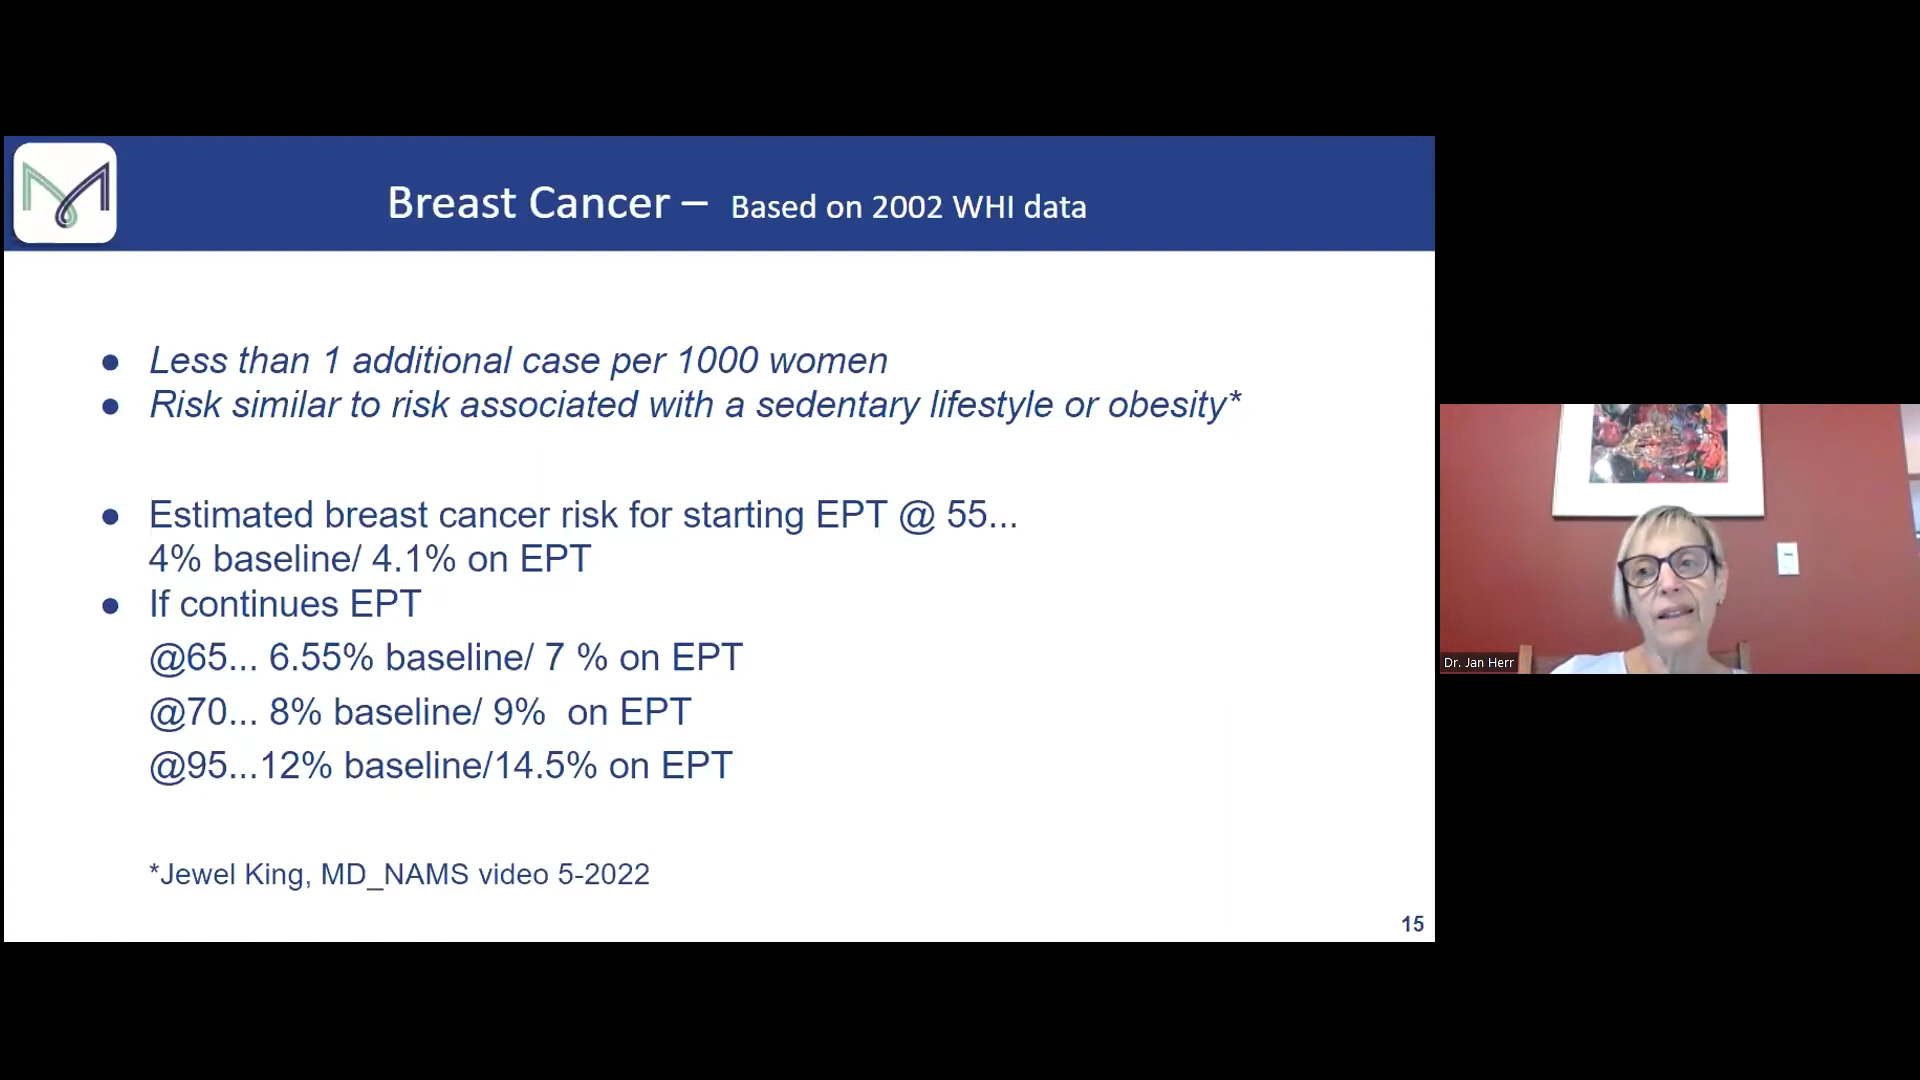 Breast Cancer – Based on 2002 WHI data
● Less than 1 additional case per 1000 women
● Risk similar to risk associated with a sedentary lifestyle or obesity*
● Estimated breast cancer risk for starting EPT @ 55...
4% baseline/ 4.1% on EPT
● If continues EPT
@65... 6.55% baseline/ 7 % on EPT
@70... 8% baseline/ 9%  on EPT
@95...12% baseline/14.5% on EPT
*Jewel King, MD_NAMS video 5-2022
15
Dr. Jan Herr